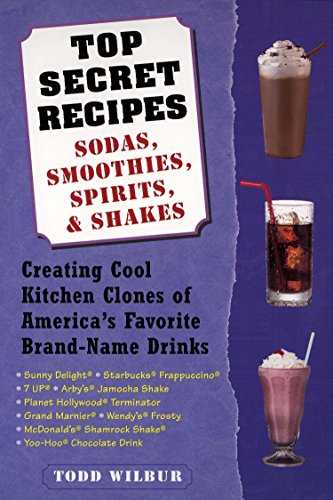 TOP
SECRET
RECIPES
SODAS,
SMOOTHIES,
SPIRITS,
& SHAKES
Creating Cool
Kitchen Clones of
America's Favorite
Brand-Name Drinks
* Sunny Delight® * Starbucks® Frappuccino®
* 7 UP® * Arby's® Jamocha Shake
* Planet Hollywood® Terminator
* Grand Marnier® * Wendy's® Frosty
* McDonald's® Shamrock Shake®
* Yoo-Hoo® Chocolate Drink
TODD WILBUR